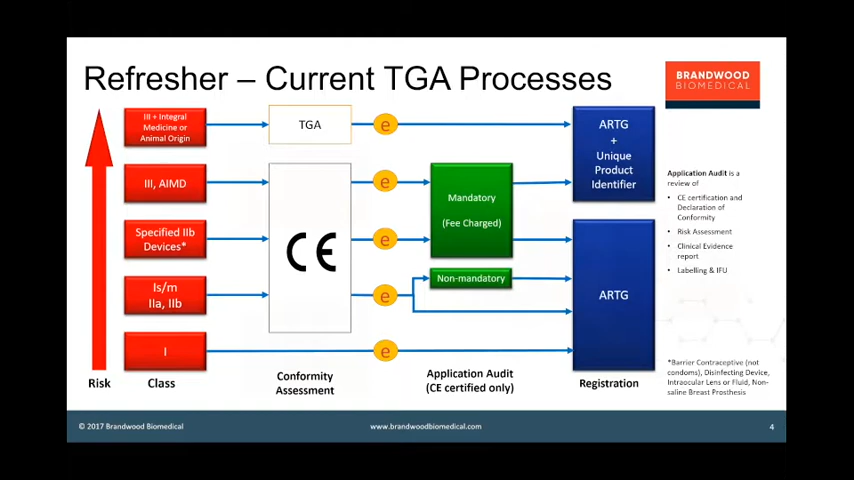 Refresher – Current TGA Processes
BRANDWOOD
BIOMEDICAL
III + Integral
Medicine or
Animal Origin
TGA
e
ARTG
+
Unique
Product
Identifier
III, AIMD
e
Mandatory
(Fee Charged)
Specified IIb
Devices*
CE
e
Is/m
IIa, IIb
e
Non-mandatory
ARTG
I
e
Risk
Class
Conformity
Assessment
Application Audit
(CE certified only)
Registration
Application Audit is a
review of
• CE certification and
Declaration of
Conformity
• Risk Assessment
• Clinical Evidence
report
• Labelling & IFU
*Barrier Contraceptive (not
condoms), Disinfecting Device,
Intraocular Lens or Fluid, Non-
saline Breast Prosthesis
© 2017 Brandwood Biomedical
www.brandwoodbiomedical.com
4